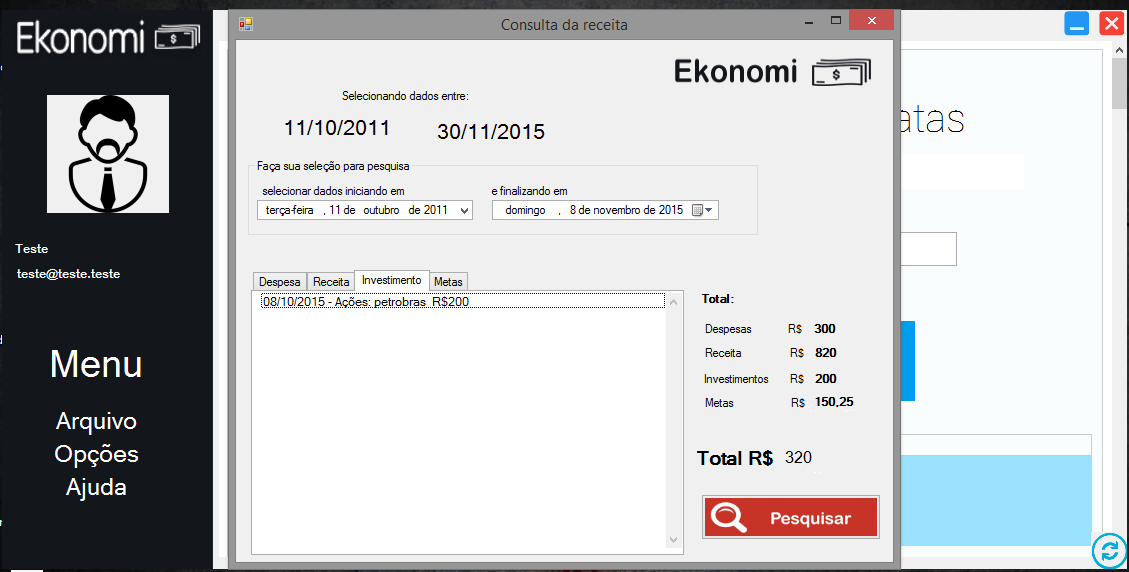 Ekonomi
Teste
teste@teste.teste
Menu
Arquivo
Opções
Ajuda
Consulta da receita
Ekonomi
Selecionando dados entre:
11/10/2011 30/11/2015
Faça sua seleção para pesquisa
selecionar dados iniciando em e finalizando em
terça-feira , 11 de outubro de 2011 domingo , 8 de novembro de 2015
Despesa Receita Investimento Metas
08/10/2015 - Ações: petrobras R$200
Total:
Despesas R$ 300
Receita R$ 820
Investimentos R$ 200
Metas R$ 150,25
Total R$ 320
Pesquisar
atas